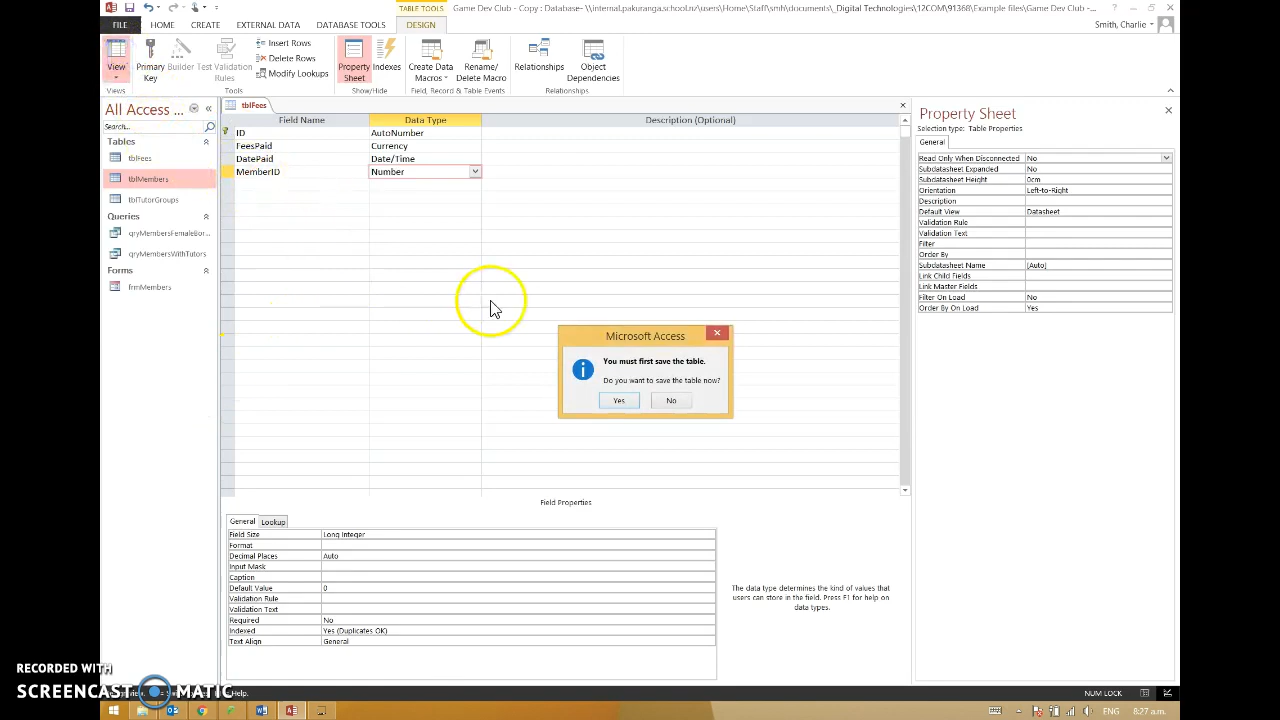 TABLE TOOLS
Game Dev Club - Copy : Database- \\internal.pakuranga.school.nz\users\Home\Staff\smh\documents\_Digital Technologies\12COM\91368\Example files\Game Dev Club - ...
FILE HOME CREATE EXTERNAL DATA DATABASE TOOLS DESIGN Smith, Charlie
View
Primary Key
Builder
Test Validation Rules
Insert Rows
Delete Rows
Modify Lookups
Property Sheet
Indexes
Create Data Macros
Rename/ Delete Macro
Relationships
Object Dependencies
Views Tools Show/Hide Field, Record & Table Events Relationships
All Access ...
Search...
Tables
tblFees
tblMembers
tblTutorGroups
Queries
qryMembersFemaleBor...
qryMembersWithTutors
Forms
frmMembers
tblFees
Field Name Data Type Description (Optional)
ID AutoNumber
FeesPaid Currency
DatePaid Date/Time
MemberID Number
Microsoft Access
You must first save the table.
Do you want to save the table now?
Yes No
Field Properties
General Lookup
Field Size Long Integer
Format
Decimal Places Auto
Input Mask
Caption
Default Value 0
Validation Rule
Validation Text
Required No
Indexed Yes (Duplicates OK)
Text Align General
The data type determines the kind of values that
users can store in the field. Press F1 for help on
data types.
Property Sheet
Selection type: Table Properties
General
Read Only When Disconnected No
Subdatasheet Expanded No
Subdatasheet Height 0cm
Orientation Left-to-Right
Description
Default View Datasheet
Validation Rule
Validation Text
Filter
Order By
Subdatasheet Name [Auto]
Link Child Fields
Link Master Fields
Filter On Load No
Order By On Load Yes
RECORDED WITH
SCREENCAST MATIC
Help.
NUM LOCK
ENG 8:27 a.m.